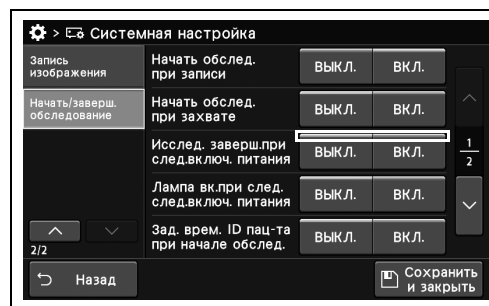 > Системная настройка
Запись
изображения
Начать/заверш.
обследование
2/2
Начать обслед.
при записи
ВЫКЛ. ВКЛ.
Начать обслед.
при захвате
ВЫКЛ. ВКЛ.
Исслед. заверш.при
след.включ. питания
ВЫКЛ. ВКЛ.
Лампа вк.при след.
след.включ. питания
ВЫКЛ. ВКЛ.
Зад. врем. ID пац-та
при начале обслед.
ВЫКЛ. ВКЛ.
1
2
Назад
Сохранить
и закрыть